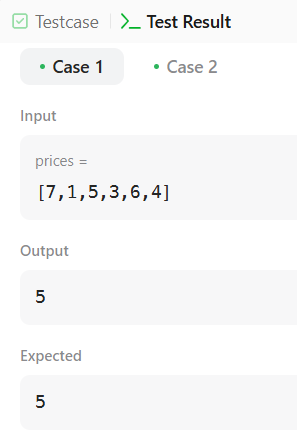 Testcase Test Result
Case 1 Case 2
Input
prices =
[7,1,5,3,6,4]
Output
5
Expected
5